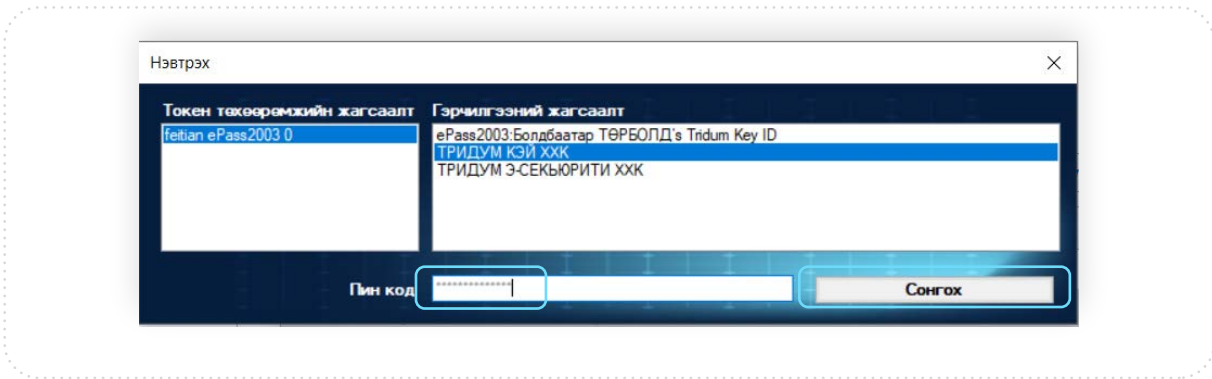 Нэвтрэх
Токен төхөөрөмжийн жагсаалт
Гэрчилгээний жагсаалт
feitian ePass2003 0
ePass2003:Болдбаатар ТӨРБОЛД's Tridum Key ID
ТРИДУМ КЭЙ ХХК
ТРИДУМ Э-СЕКЬЮРИТИ ХХК
Пин код
**************
Сонгох